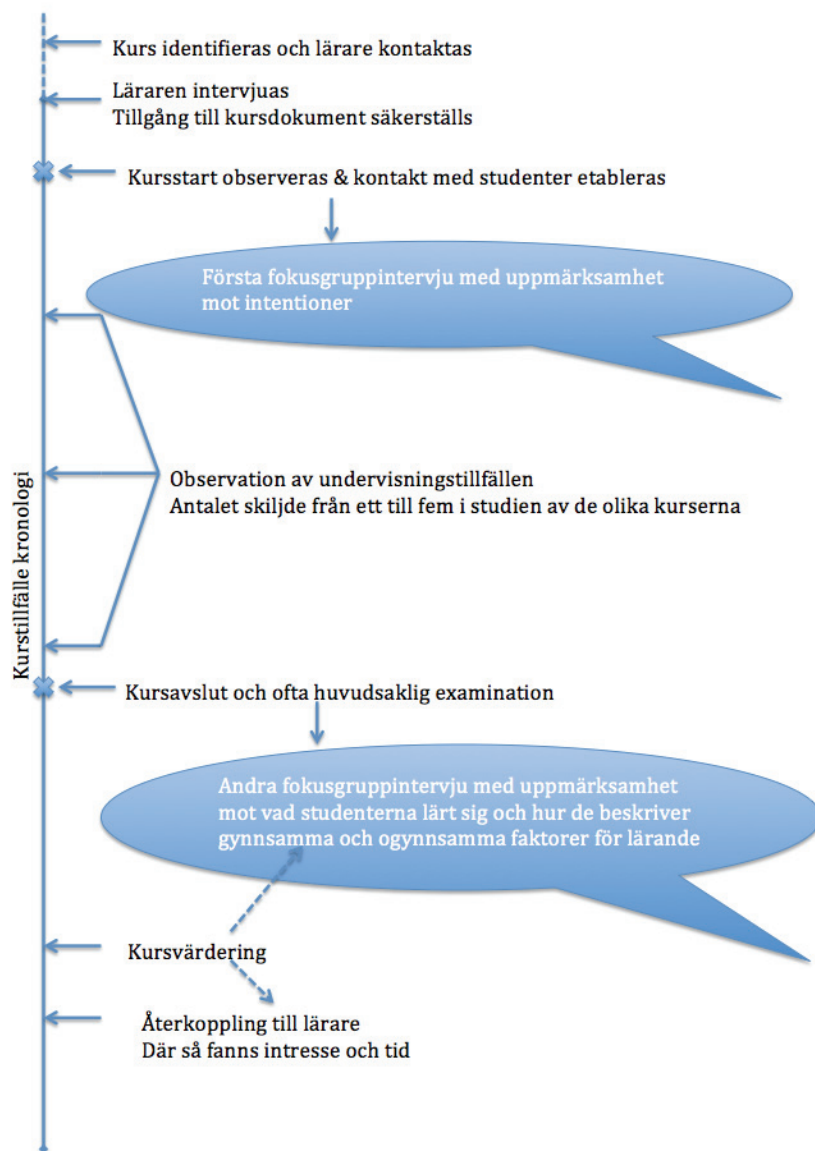 Kurs identifieras och lärare kontaktas
Läraren intervjuas
Tillgång till kursdokument säkerställs
Kursstart observeras & kontakt med studenter etableras
Första fokusgruppintervju med uppmärksamhet
mot intentioner
Observation av undervisningstillfällen
Antalet skiljde från ett till fem i studien av de olika kurserna
Kurstillfälle kronologi
Kursavslut och ofta huvudsaklig examination
Andra fokusgruppintervju med uppmärksamhet
mot vad studenterna lärt sig och hur de beskriver
gynnsamma och ogynnsamma faktorer för lärande
Kursvärdering
Återkoppling till lärare
Där så fanns intresse och tid